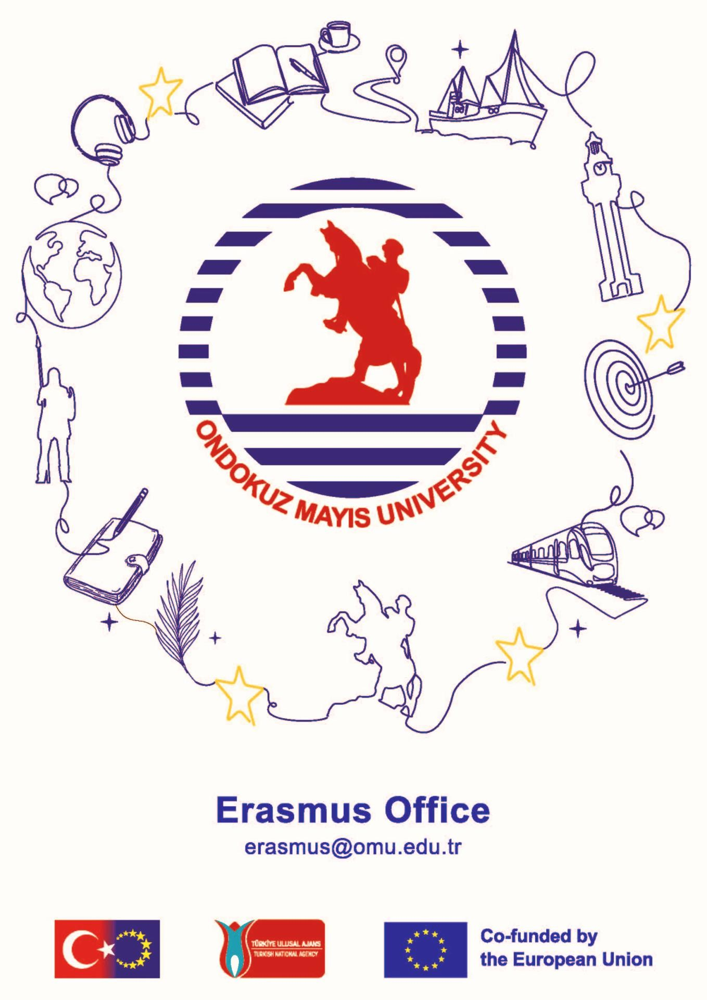 ONDOKUZ MAYIS UNIVERSITY
Erasmus Office
erasmus@omu.edu.tr
TÜRKİYE ULUSAL AJANS
TURKISH NATIONAL AGENCY
Co-funded by
the European Union